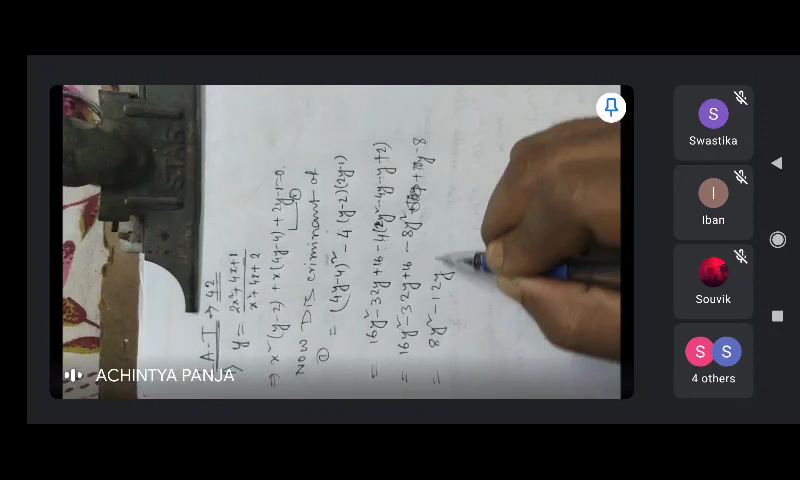 A-I → 42
⇒ y = 2x²+4x+1 / x²+4x+2
⇒ x²(y-2) + x(4y-4) + 2y-1=0.
①
Now Discriminant of
① = (4y-4)² - 4(y-2)(2y-1)
= 16y²-32y+16-4(2y²-4y-y+2)
= 16y²-32y+16-8y²+20y-8
= 8y²-12y
ACHINTYA PANJA
S
Swastika
I
Iban
Souvik
S S
4 others